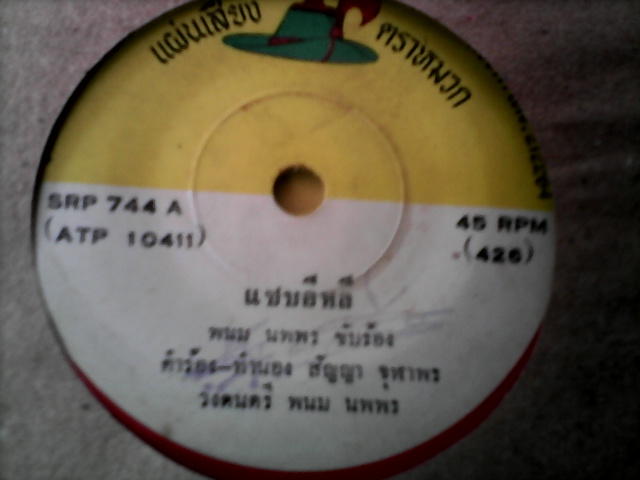 แผ่นเสียง ตราหมวก
SRP 744 A
(ATP 10411)
45 RPM
(426)
แซบอีหลี
พนม นพพร ขับร้อง
คำร้อง-ทำนอง สัญญา จุฬาพร
วงดนตรี พนม นพพร